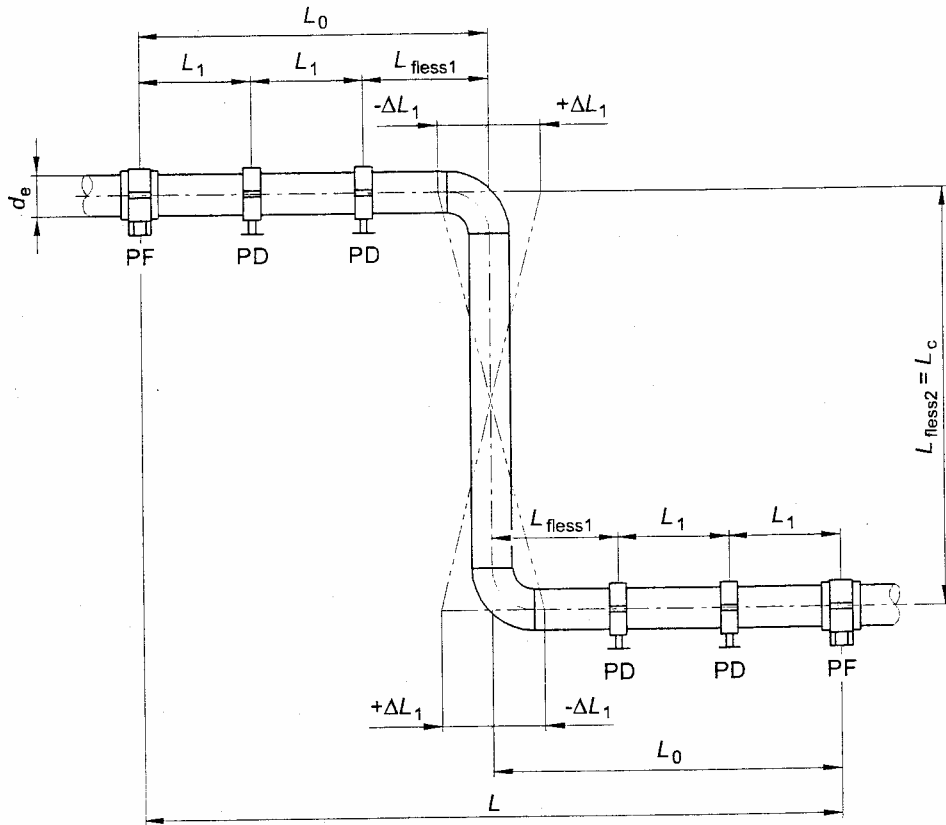 L0
L1 L1 Lfless1
-ΔL1 +ΔL1
de
PF PD PD
Lfless2 = Lc
Lfless1 L1 L1
PD PD PF
+ΔL1 -ΔL1
L0
L